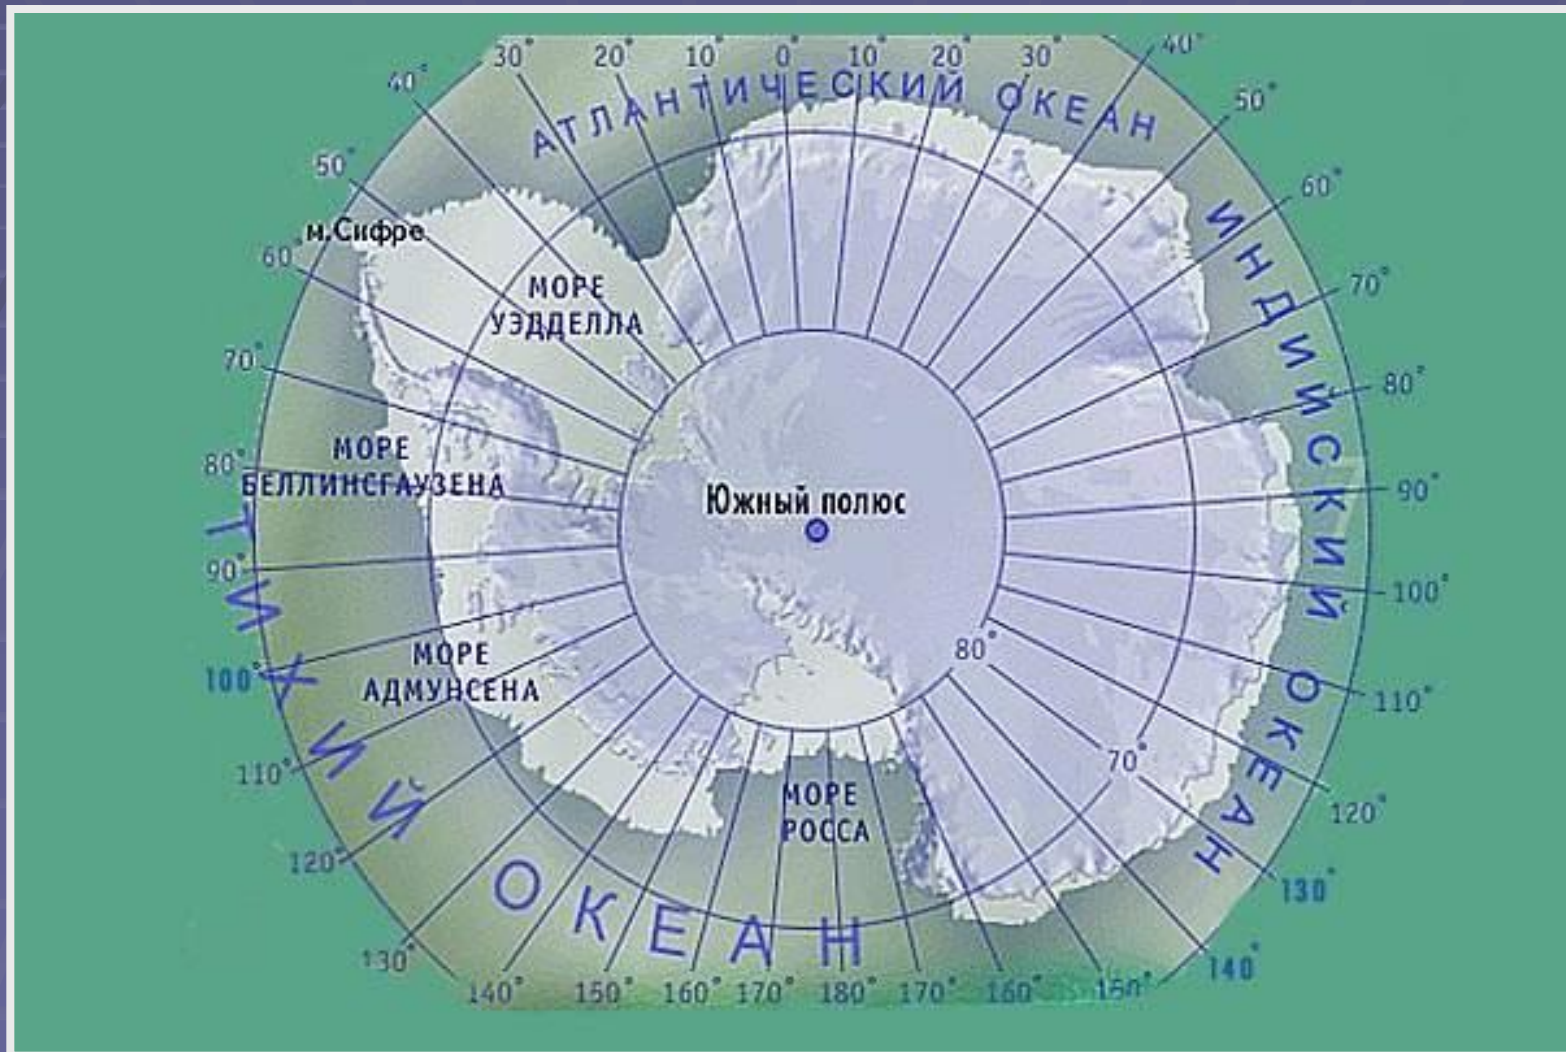 30° 20° 10° 0° 10° 20° 30° 40°
40° 50°
АТЛАНТИЧЕСКИЙ ОКЕАН
50° 60°
м.Сифре
60° 70°
МОРЕ
УЭДДЕЛЛА
70° 80°
ИНДИЙСКИЙ ОКЕАН
МОРЕ
БЕЛЛИНСГАУЗЕНА
80° 90°
Южный полюс
90° 100°
ТИХИЙ ОКЕАН
80°
МОРЕ
АДМУНСЕНА
100° 110°
70°
110° 120°
МОРЕ
РОССА
120° 130°
130° 140°
140° 150° 160° 170° 180° 170° 160° 150°